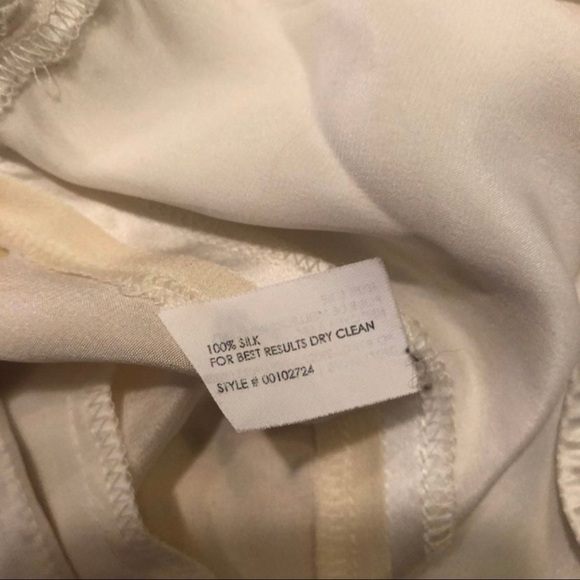 100% SILK
FOR BEST RESULTS DRY CLEAN
STYLE # 00102724